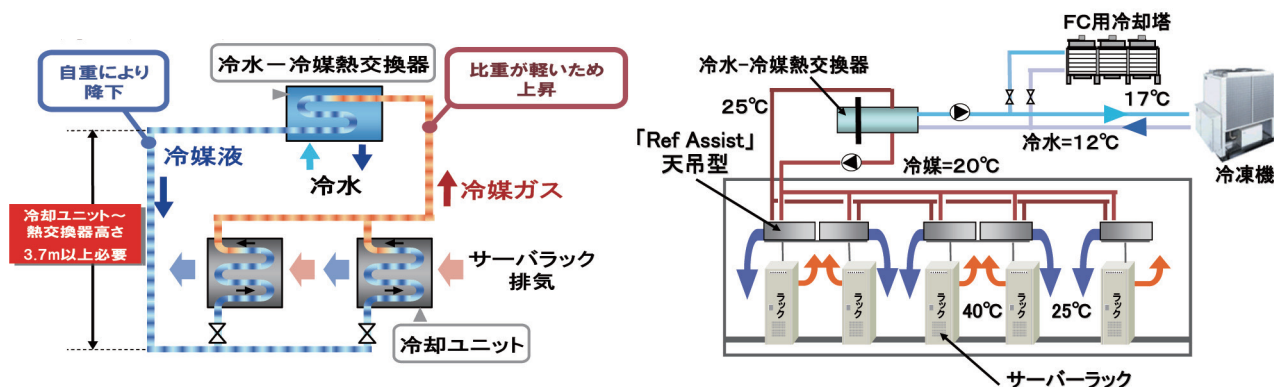 自重により
降下
冷水－冷媒熱交換器
比重が軽いため
上昇
冷媒液
冷水
冷媒ガス
冷却ユニット～
熱交換器高さ
3.7m以上必要
サーバラック
排気
冷却ユニット
FC用冷却塔
冷水-冷媒熱交換器
25℃
17℃
「Ref Assist」
天吊型
冷水=12℃
冷媒=20℃
冷凍機
ラック
ラック
ラック
40℃
ラック
25℃
ラック
サーバーラック